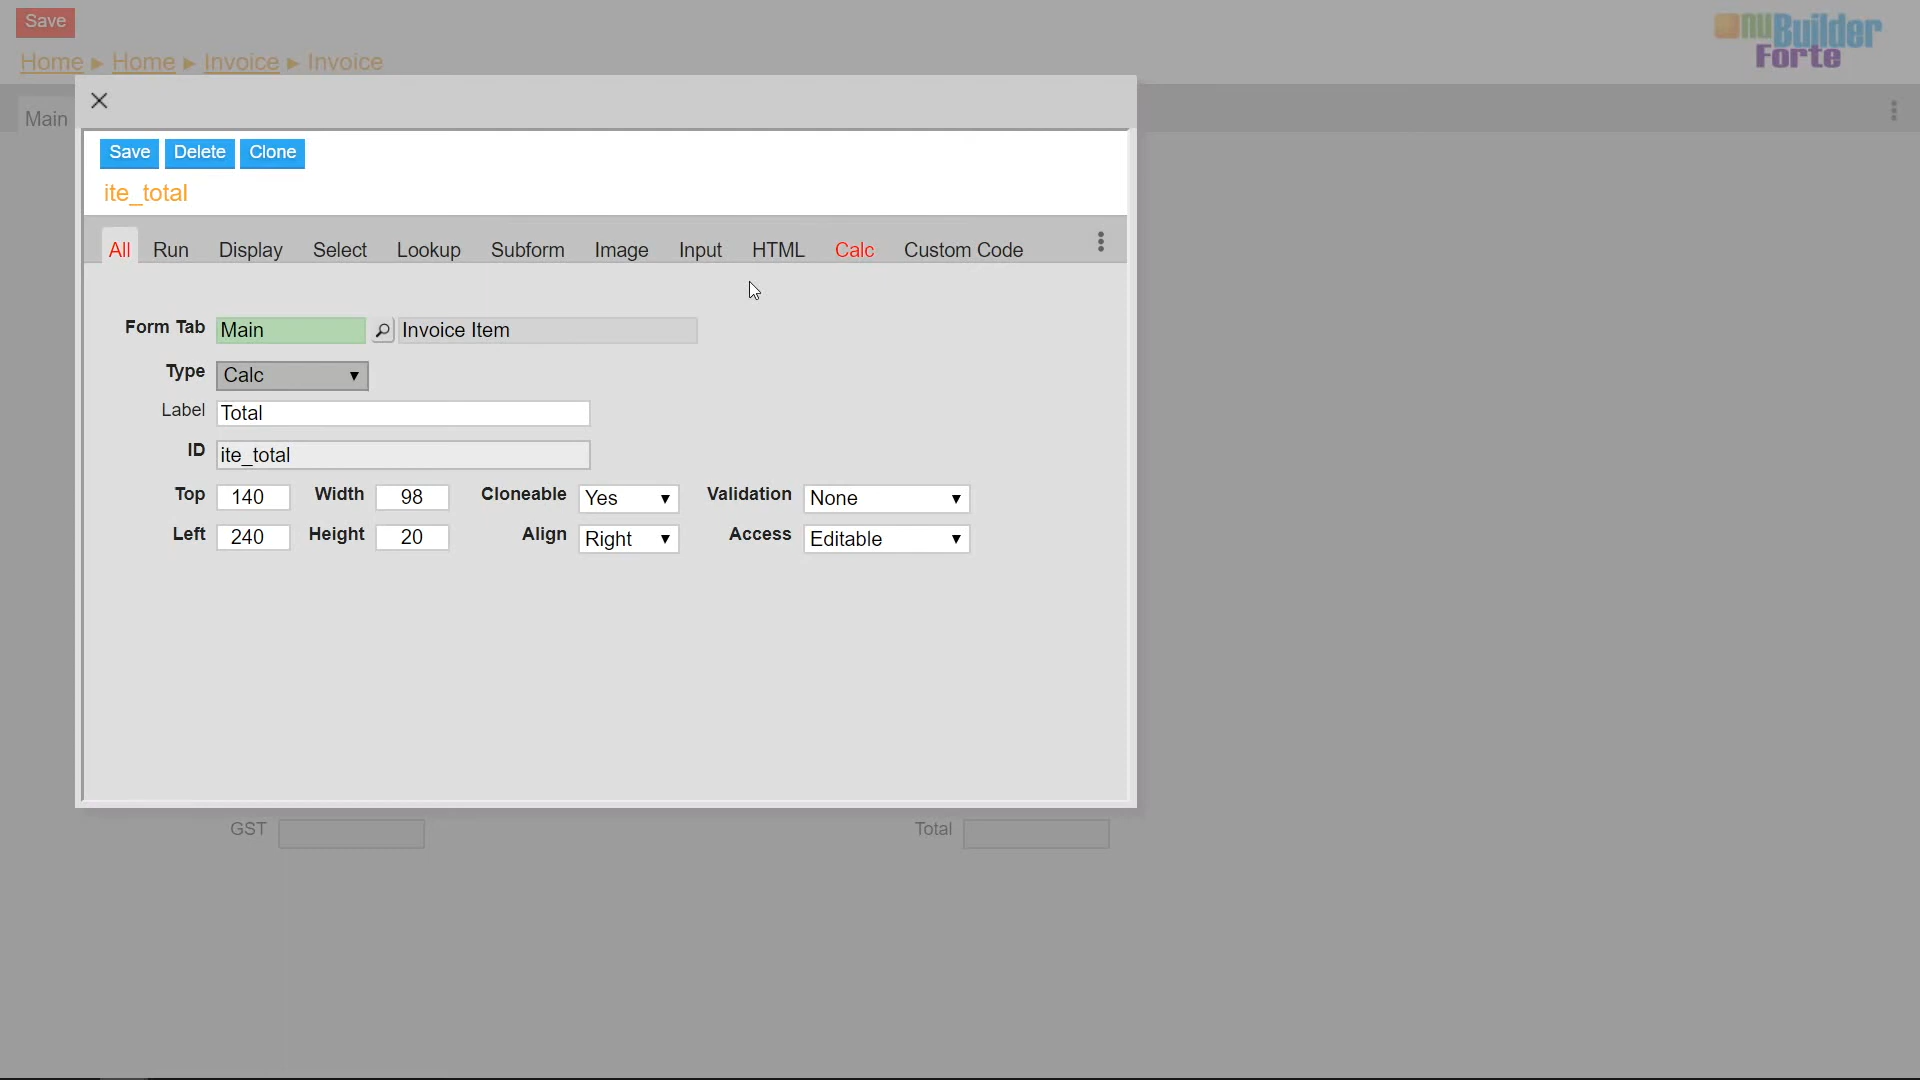 Save
nuBuilder
Forte
Home ▸ Home ▸ Invoice ▸ Invoice
Main
Save Delete Clone
ite_total
All Run Display Select Lookup Subform Image Input HTML Calc Custom Code
Form Tab Main Invoice Item
Type Calc
Label Total
ID ite_total
Top 140 Width 98 Cloneable Yes Validation None
Left 240 Height 20 Align Right Access Editable
GST Total